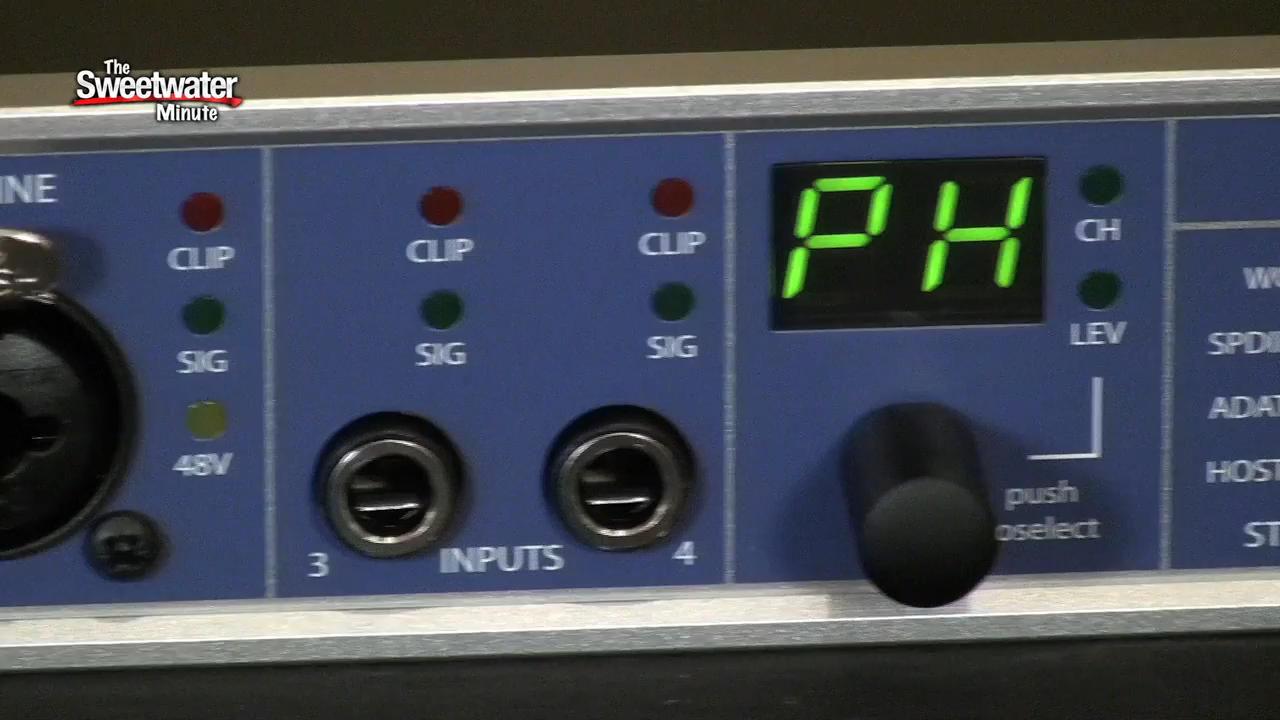 The
Sweetwater
Minute
INE
CLIP
SIG
48V
CLIP
SIG
CLIP
SIG
3
INPUTS
4
PH
CH
LEV
push
oselect
SPDI
ADAT
HOST
ST